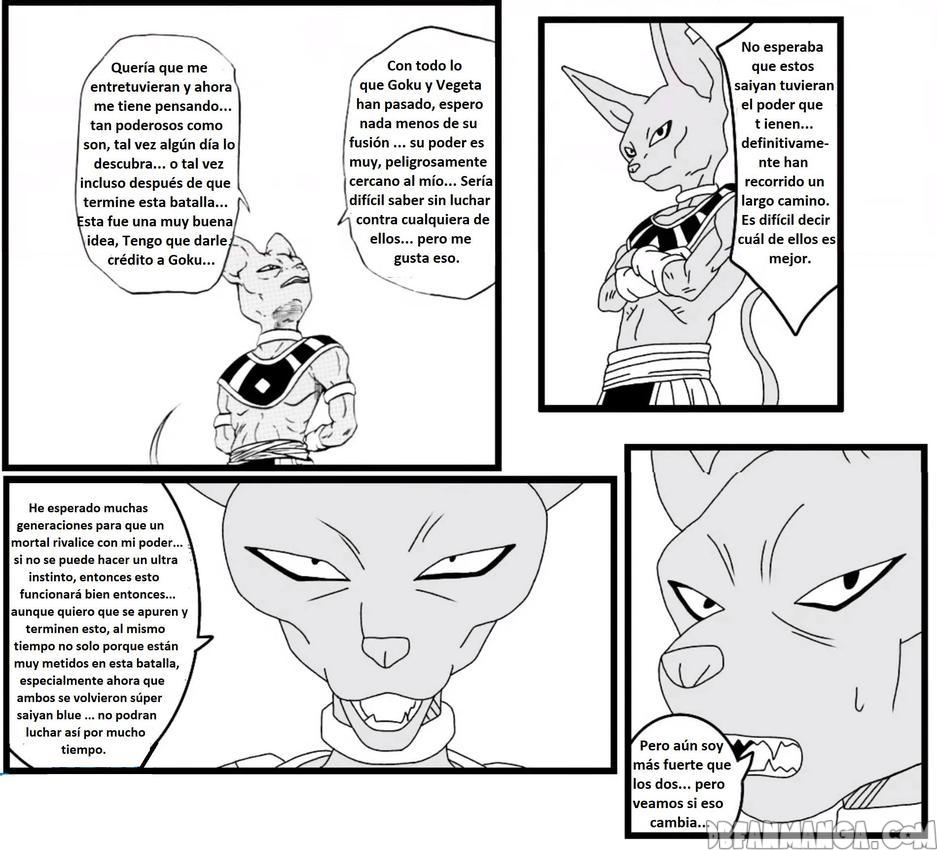 Quería que me
entretuvieran y ahora
me tiene pensando...
tan poderosos como
son, tal vez algún día lo
descubra... o tal vez
incluso después de que
termine esta batalla...
Esta fue una muy buena
idea, Tengo que darle
crédito a Goku...
Con todo lo
que Goku y Vegeta
han pasado, espero
nada menos de su
fusión ... su poder es
muy, peligrosamente
cercano al mío... Sería
difícil saber sin luchar
contra cualquiera de
ellos... pero me
gusta eso.
No esperaba
que estos
saiyan tuvieran
el poder que
t ienen...
definitivame-
nte han
recorrido un
largo camino.
Es difícil decir
cuál de ellos es
mejor.
He esperado muchas
generaciones para que un
mortal rivalice con mi poder...
si no se puede hacer un ultra
instinto, entonces esto
funcionará bien entonces...
aunque quiero que se apuren y
terminen esto, al mismo
tiempo no solo porque están
muy metidos en esta batalla,
especialmente ahora que
ambos se volvieron súper
saiyan blue ... no podran
luchar así por mucho
tiempo.
Pero aún soy
más fuerte que
los dos... pero
veamos si eso
cambia...
DBFANMANGA.COM